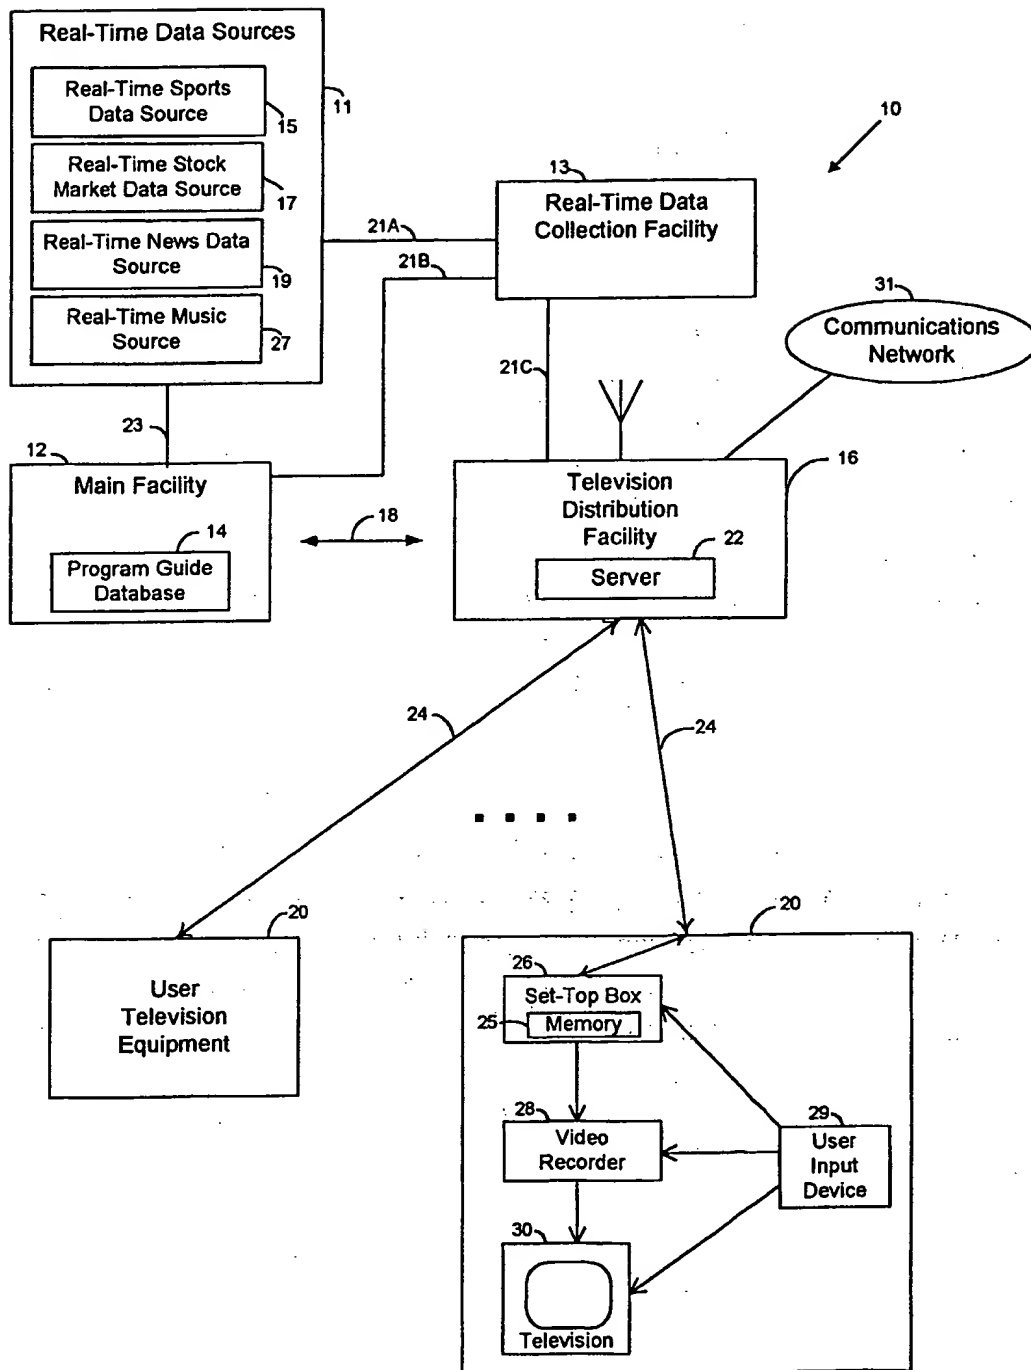 Real-Time Data Sources
11
Real-Time Sports
Data Source
15
Real-Time Stock
Market Data Source
17
Real-Time News Data
Source
19
Real-Time Music
Source
27
10
13
Real-Time Data
Collection Facility
21A
21B
21C
31
Communications
Network
23
12
Main Facility
14
Program Guide
Database
18
16
Television
Distribution
Facility
22
Server
24
24
20
User
Television
Equipment
20
26
Set-Top Box
25
Memory
28
Video
Recorder
29
User
Input
Device
30
Television